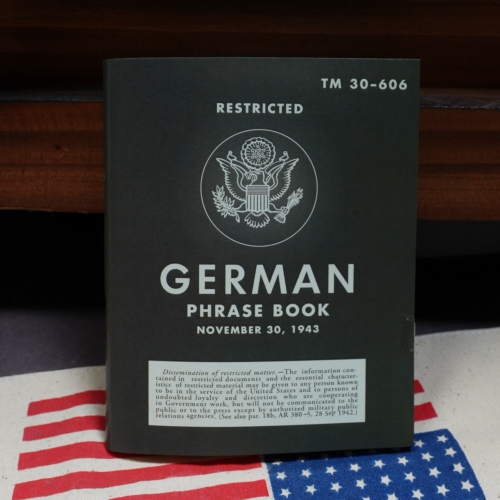 TM 30-606
RESTRICTED
GERMAN
PHRASE BOOK
NOVEMBER 30, 1943
Dissemination of restricted matter.—The information con-
tained in restricted documents and the essential character-
istics of restricted material may be given to any person known
to be in the service of the United States and to persons of
undoubted loyalty and discretion who are cooperating
in Government work, but will not be communicated to the
public or to the press except by authorized military public
relations agencies. (See also par. 18b, AR 380-5, 28 Sep 1942.)